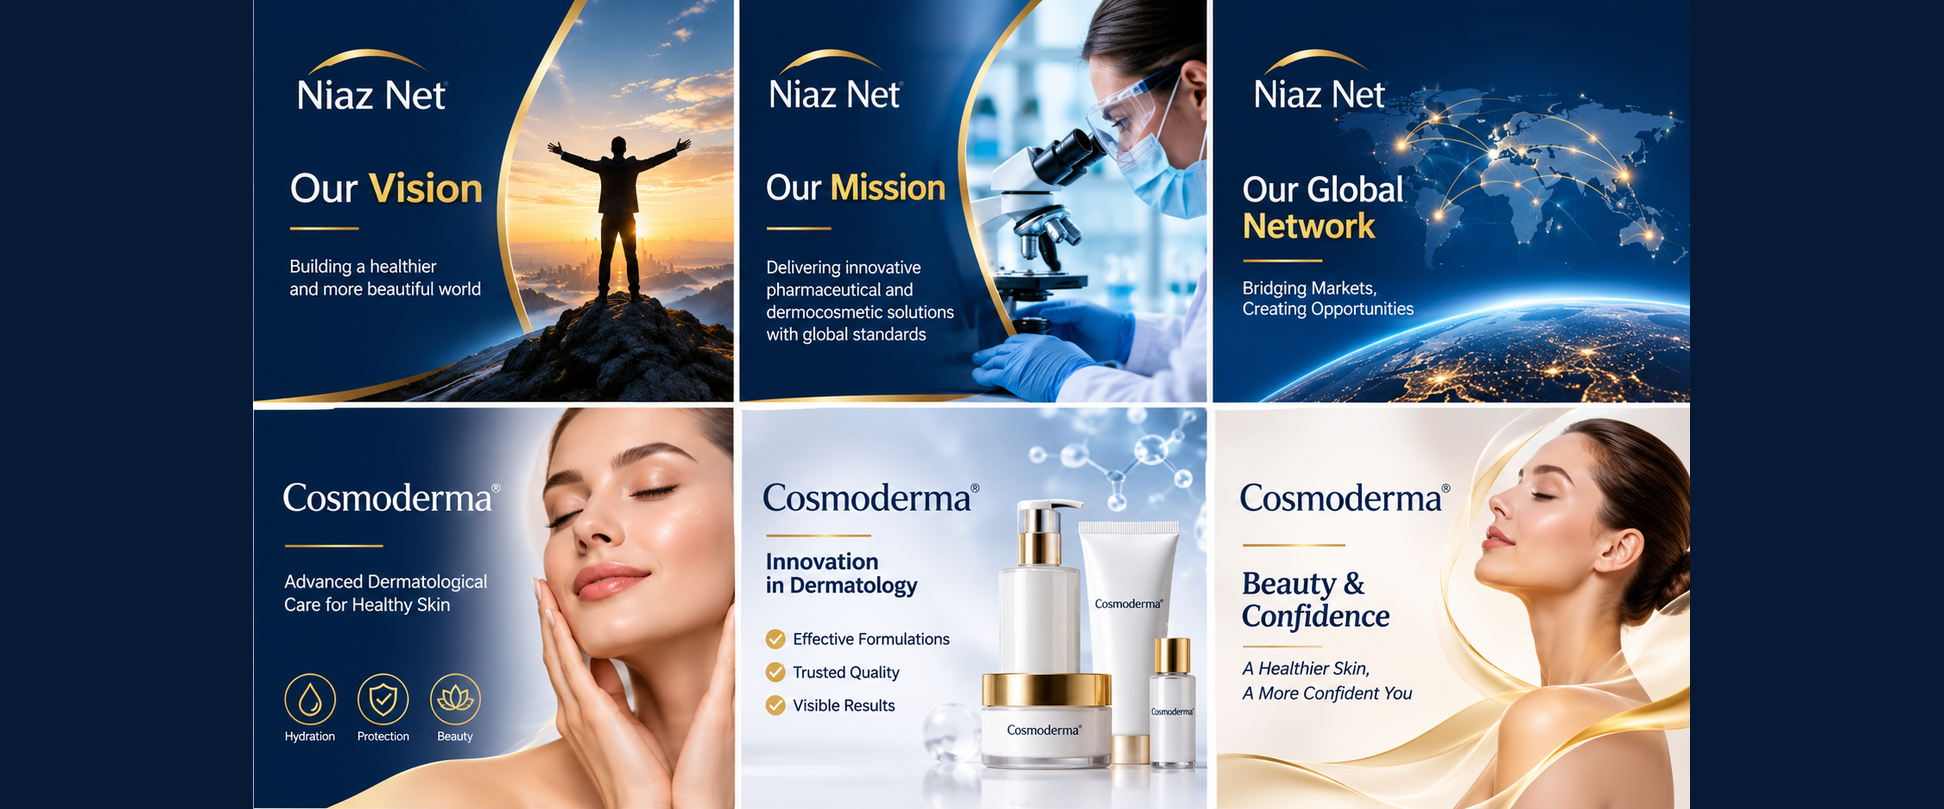 Niaz Net
Our Vision
Building a healthier
and more beautiful world
Niaz Net
Our Mission
Delivering innovative
pharmaceutical and
dermocosmetic solutions
with global standards
Niaz Net
Our Global
Network
Bridging Markets,
Creating Opportunities
Cosmoderma®
Advanced Dermatological
Care for Healthy Skin
Hydration
Protection
Beauty
Cosmoderma®
Innovation
in Dermatology
Effective Formulations
Trusted Quality
Visible Results
Cosmoderma®
Cosmoderma®
Cosmoderma®
Cosmoderma®
Beauty &
Confidence
A Healthier Skin,
A More Confident You